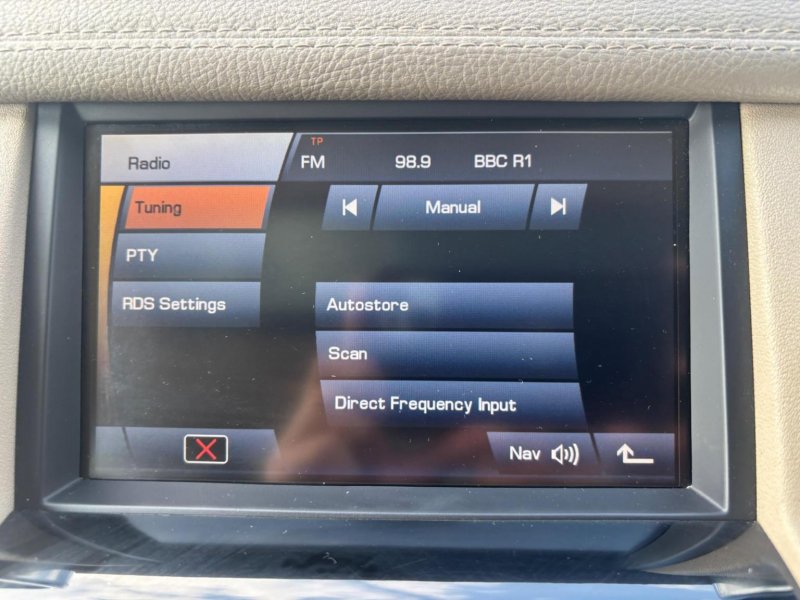 TP
Radio FM 98.9 BBC R1
Tuning Manual
PTY
RDS Settings Autostore
Scan
Direct Frequency Input
Nav